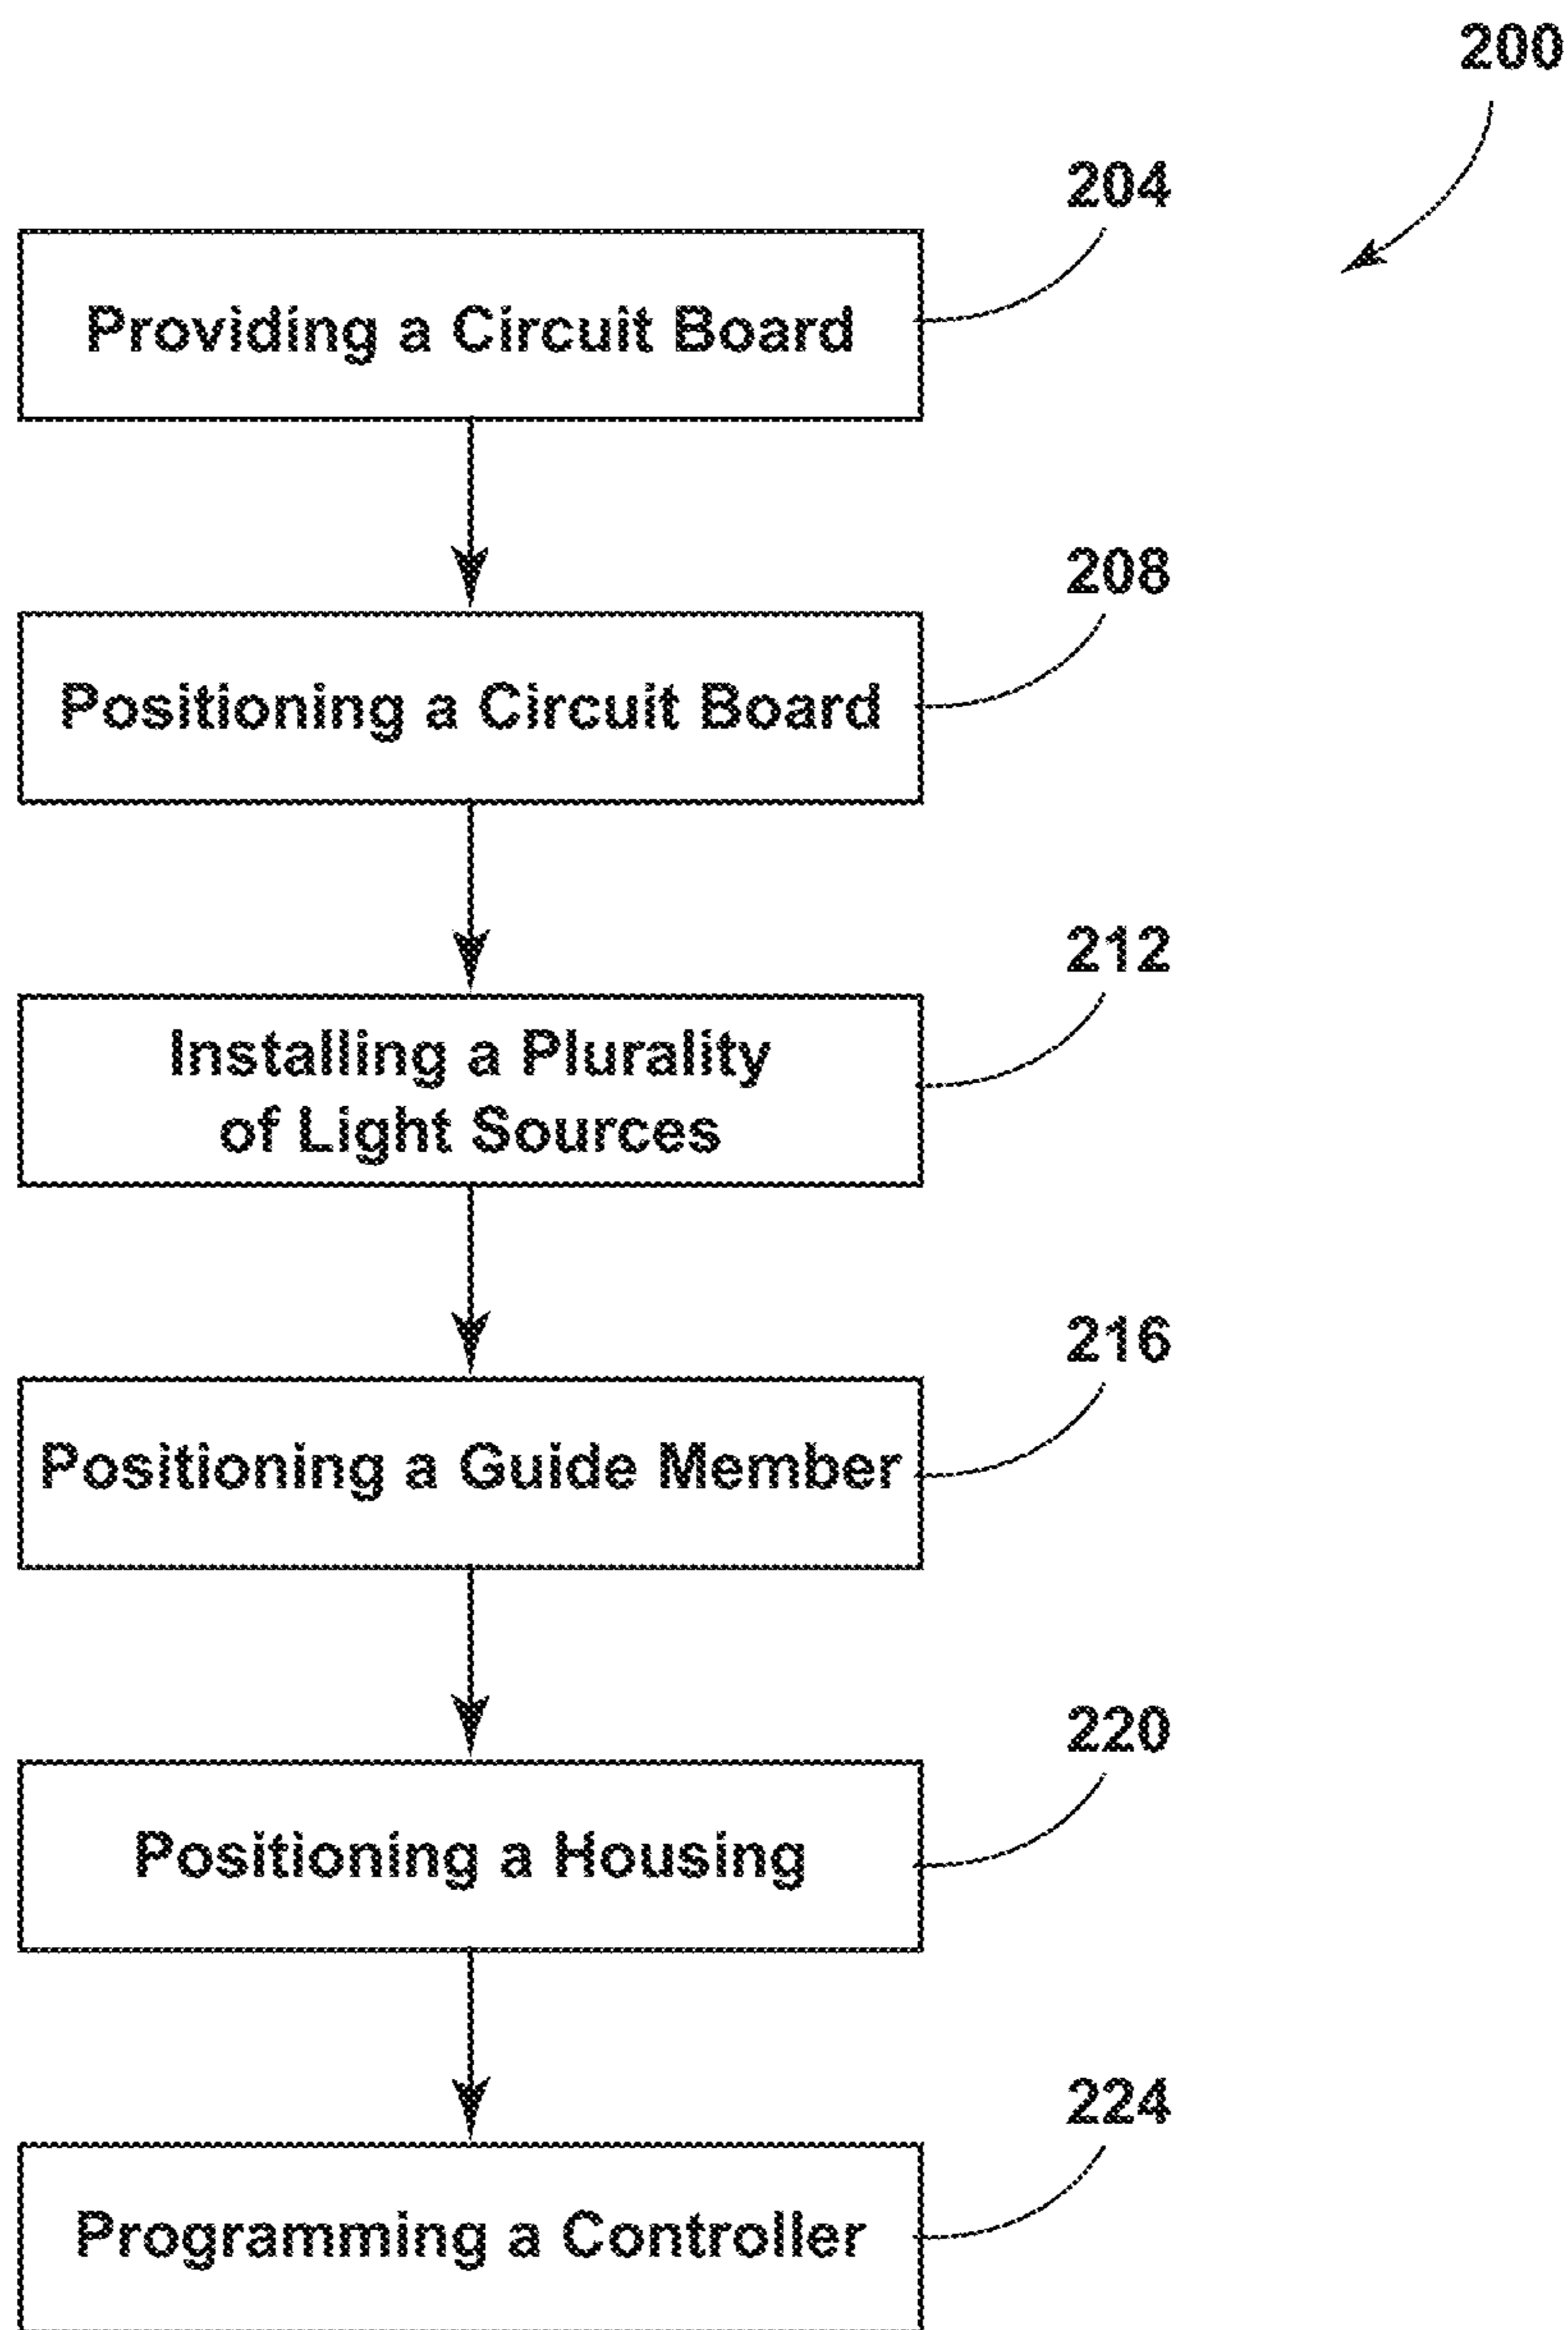 200
204
Providing a Circuit Board
208
Positioning a Circuit Board
212
Installing a Plurality
of Light Sources
216
Positioning a Guide Member
220
Positioning a Housing
224
Programming a Controller